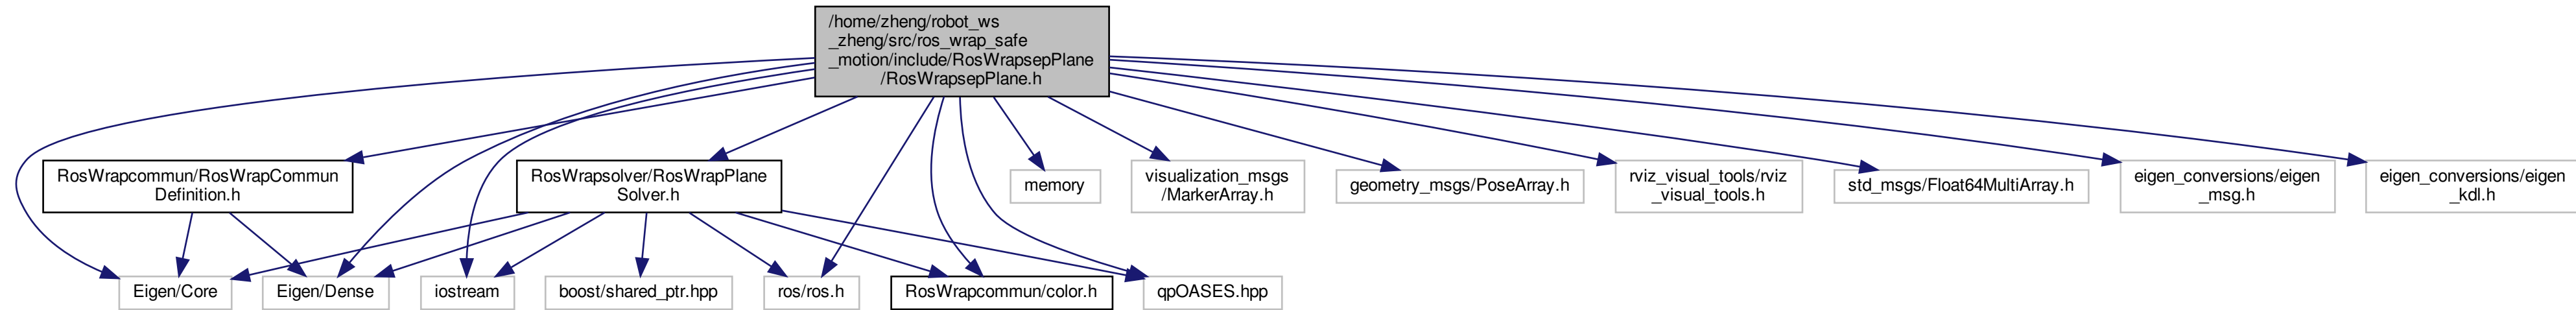 /home/zheng/robot_ws
_zheng/src/ros_wrap_safe
_motion/include/RosWrapsepPlane
/RosWrapsepPlane.h
RosWrapcommun/RosWrapCommun
Definition.h
RosWrapsolver/RosWrapPlane
Solver.h
memory
visualization_msgs
/MarkerArray.h
geometry_msgs/PoseArray.h
rviz_visual_tools/rviz
_visual_tools.h
std_msgs/Float64MultiArray.h
eigen_conversions/eigen
_msg.h
eigen_conversions/eigen
_kdl.h
Eigen/Core
Eigen/Dense
iostream
boost/shared_ptr.hpp
ros/ros.h
RosWrapcommun/color.h
qpOASES.hpp